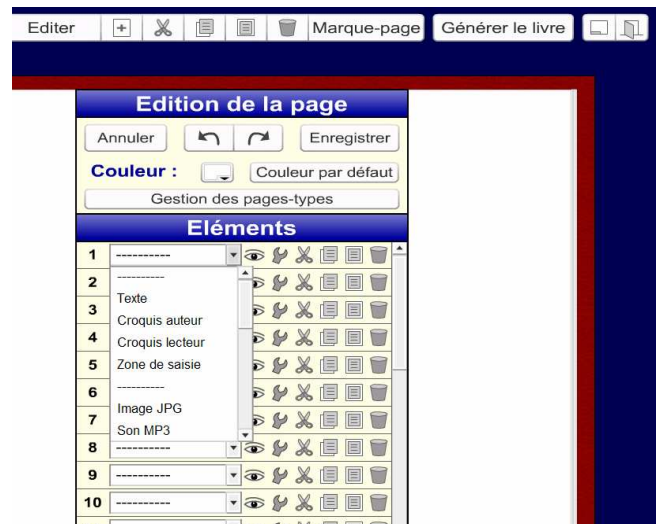 Editer Marque-page Générer le livre
Edition de la page
Annuler Enregistrer
Couleur : Couleur par défaut
Gestion des pages-types
Eléments
1 ----------
2 ----------
3 Texte
Croquis auteur
4 Croquis lecteur
5 Zone de saisie
6 ----------
7 Image JPG
Son MP3
8 ----------
9 ----------
10 ----------